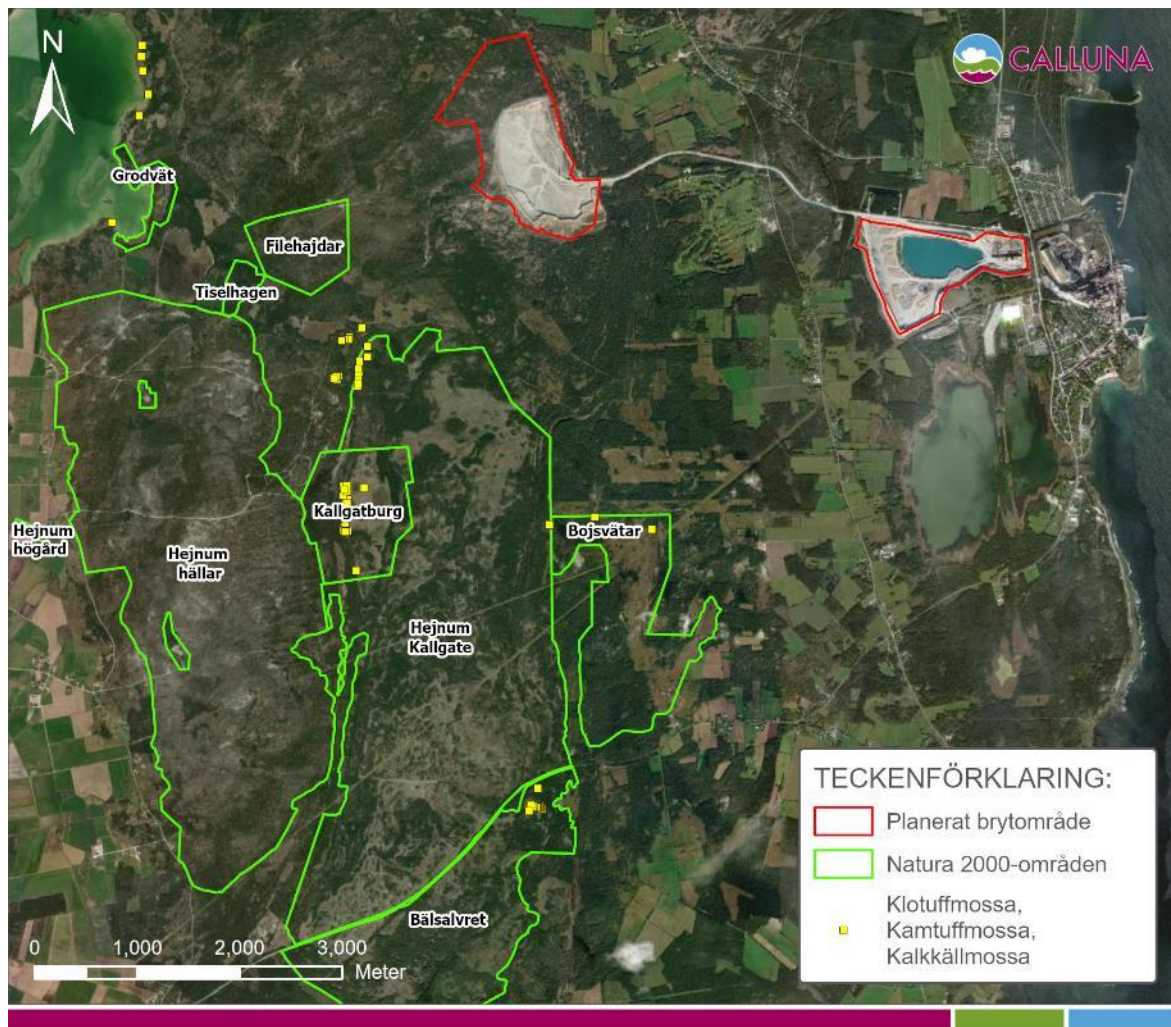 N
CALLUNA
Grodvät
Filehajdar
Tiselhagen
Kallgatburg
Hejnum
högård
Hejnum
hällar
Bojsvätar
Hejnum
Kallgate
Bälsalvret
0 1,000 2,000 3,000
Meter
TECKENFÖRKLARING:
Planerat brytområde
Natura 2000-områden
Klotuffmossa,
Kamtuffmossa,
Kalkkällmossa